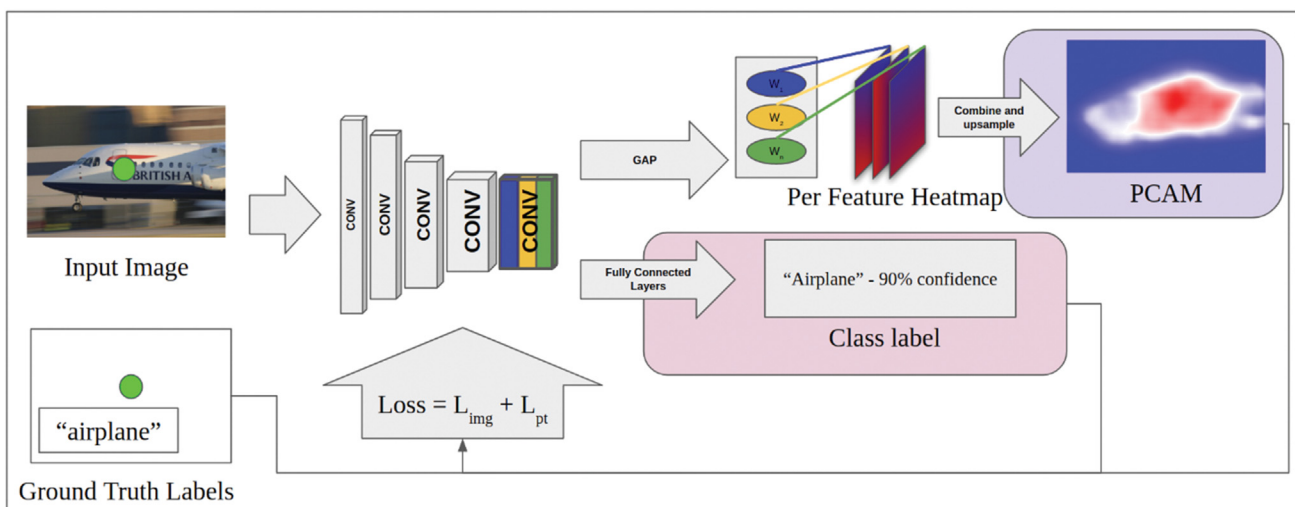 BRITISH A
Input Image
CONV
CONV
CONV
CONV
CONV
GAP
W1
W2
Wn
Per Feature Heatmap
Combine and
upsample
PCAM
Fully Connected
Layers
“Airplane” - 90% confidence
Class label
Loss = Limg + Lpt
“airplane”
Ground Truth Labels